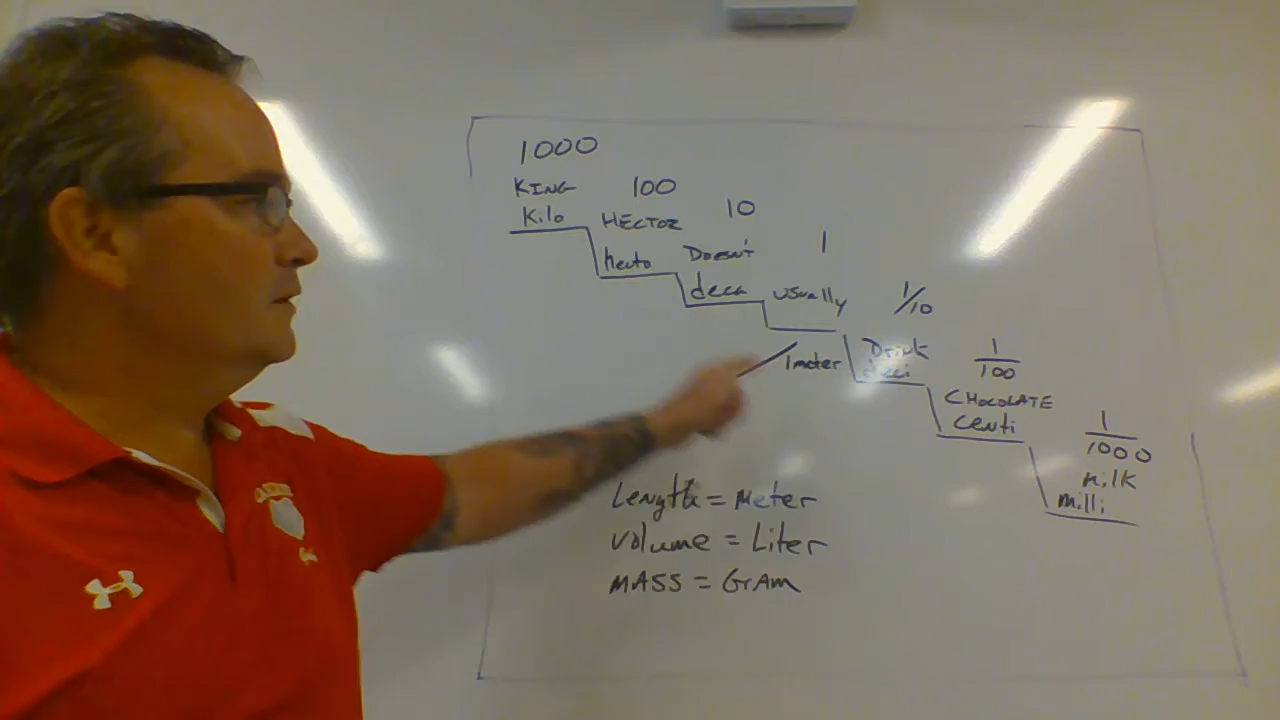 1000
KING
Kilo
100
HECTOR
hecto
10
Doesn't
deca
1
usually
1 meter
1/10
Drink
deci
1/100
CHOCOLATE
centi
1/1000
milk
milli
Length = Meter
Volume = Liter
MASS = GrAm